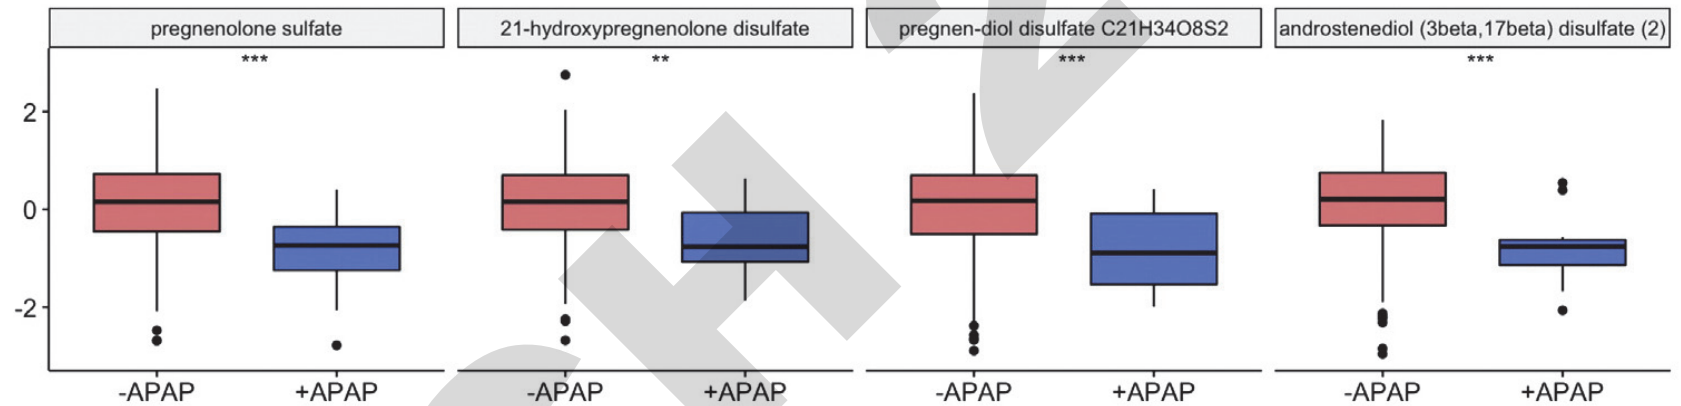 pregnenolone sulfate
21-hydroxypregnenolone disulfate
pregnen-diol disulfate C21H34O8S2
androstenediol (3beta,17beta) disulfate (2)
***
**
***
***
2
0
-2
-APAP
+APAP
-APAP
+APAP
-APAP
+APAP
-APAP
+APAP